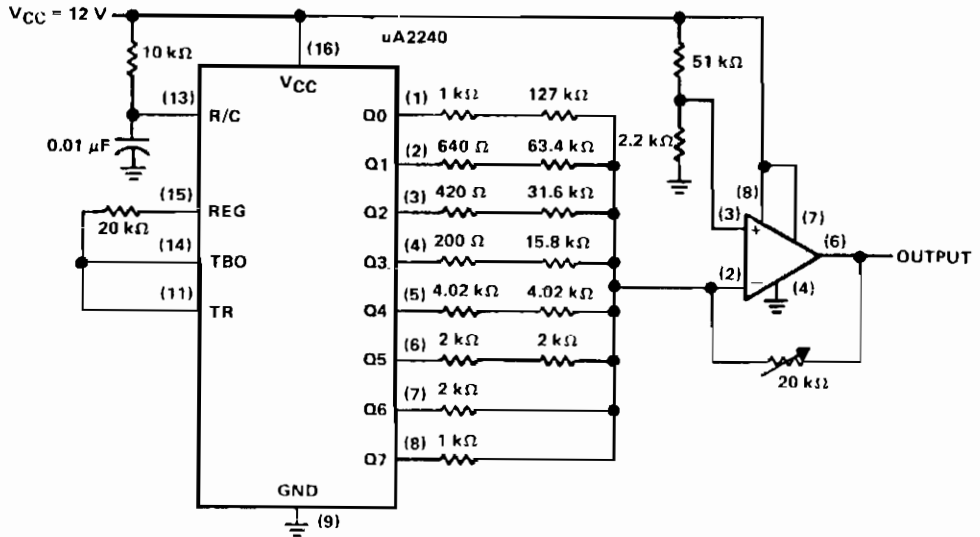 VCC = 12 V
uA2240
10 kΩ
(16)
51 kΩ
VCC
(13)
R/C
0.01 μF
Q0
(1)
1 kΩ
127 kΩ
2.2 kΩ
Q1
(2)
640 Ω
63.4 kΩ
(15)
REG
20 kΩ
Q2
(3)
420 Ω
31.6 kΩ
(8)
(7)
(3)
+
(14)
TBO
Q3
(4)
200 Ω
15.8 kΩ
(6)
OUTPUT
(2)
−
(4)
(11)
TR
Q4
(5)
4.02 kΩ
4.02 kΩ
Q5
(6)
2 kΩ
2 kΩ
20 kΩ
Q6
(7)
2 kΩ
Q7
(8)
1 kΩ
GND
(9)